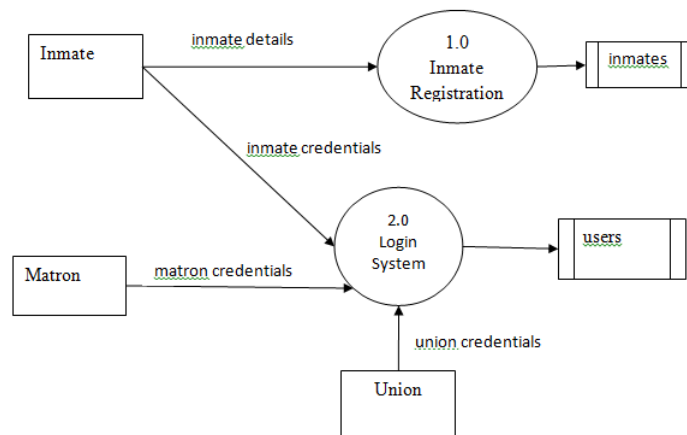 Inmate
inmate details
1.0
Inmate
Registration
inmates
inmate credentials
2.0
Login
System
users
Matron
matron credentials
union credentials
Union